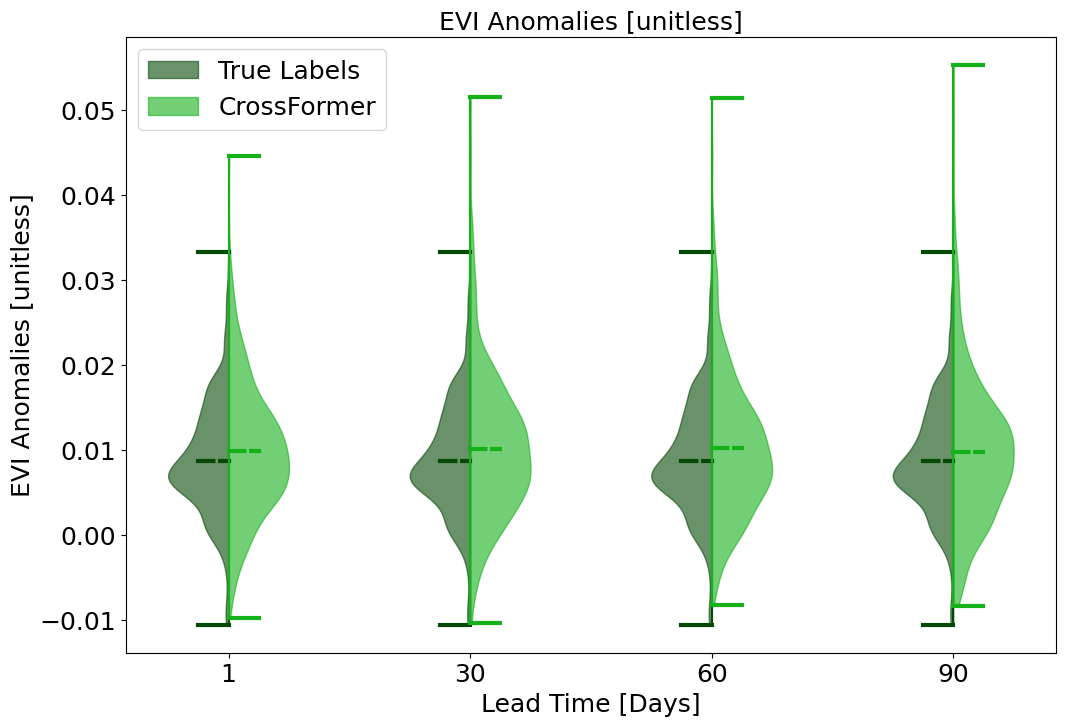 EVI Anomalies [unitless]
True Labels
CrossFormer
EVI Anomalies [unitless]
0.05
0.04
0.03
0.02
0.01
0.00
−0.01
1 30 60 90
Lead Time [Days]